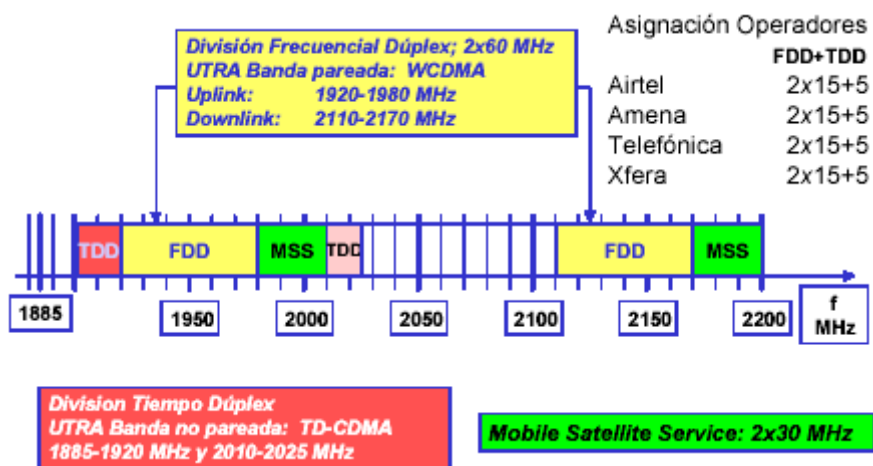 División Frecuencial Dúplex; 2x60 MHz
UTRA Banda pareada: WCDMA
Uplink: 1920-1980 MHz
Downlink: 2110-2170 MHz
Asignación Operadores
FDD+TDD
Airtel 2x15+5
Amena 2x15+5
Telefónica 2x15+5
Xfera 2x15+5
TDD FDD MSS TDD FDD MSS
1885 1950 2000 2050 2100 2150 2200 f
MHz
Division Tiempo Dúplex
UTRA Banda no pareada: TD-CDMA
1885-1920 MHz y 2010-2025 MHz
Mobile Satellite Service: 2x30 MHz